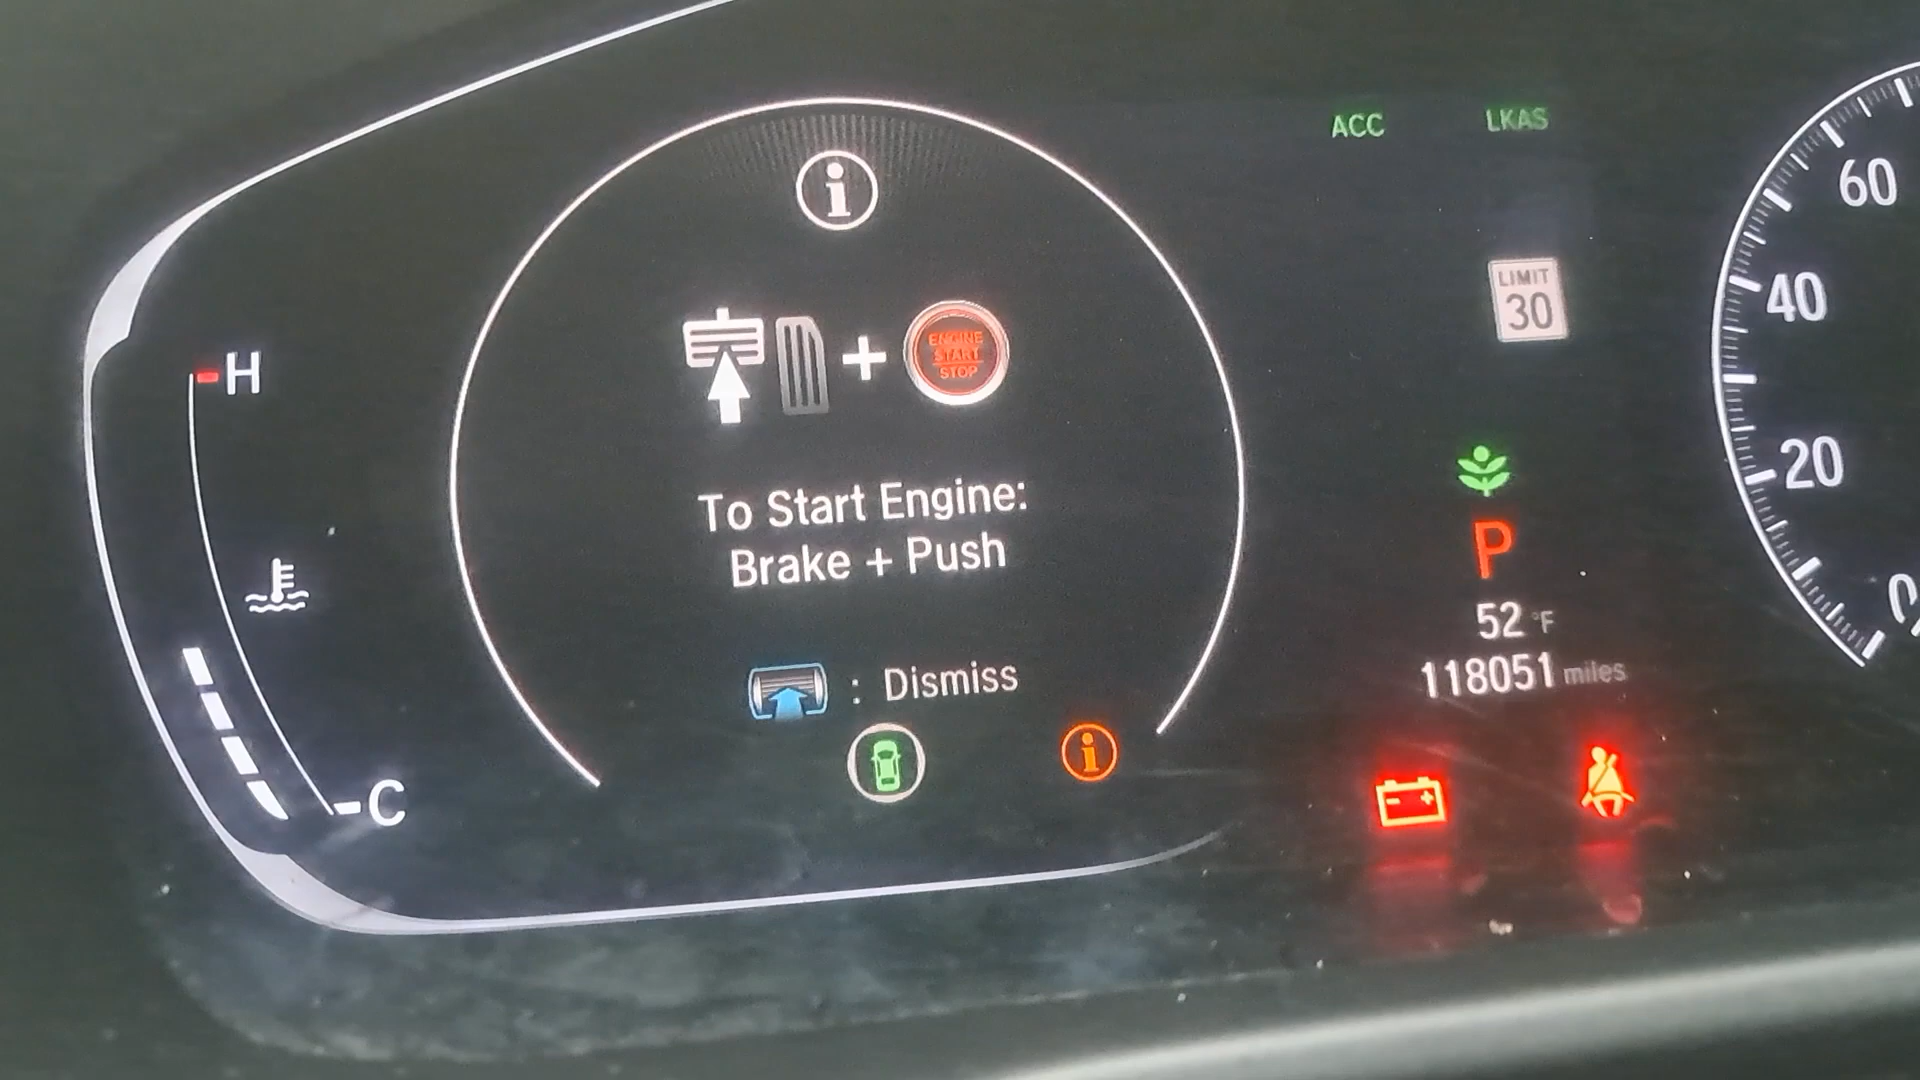 ACC LKAS
LIMIT
30
60
40
20
0
H
C
ENGINE
START
STOP
To Start Engine:
Brake + Push
: Dismiss
P
52 °F
118051 miles